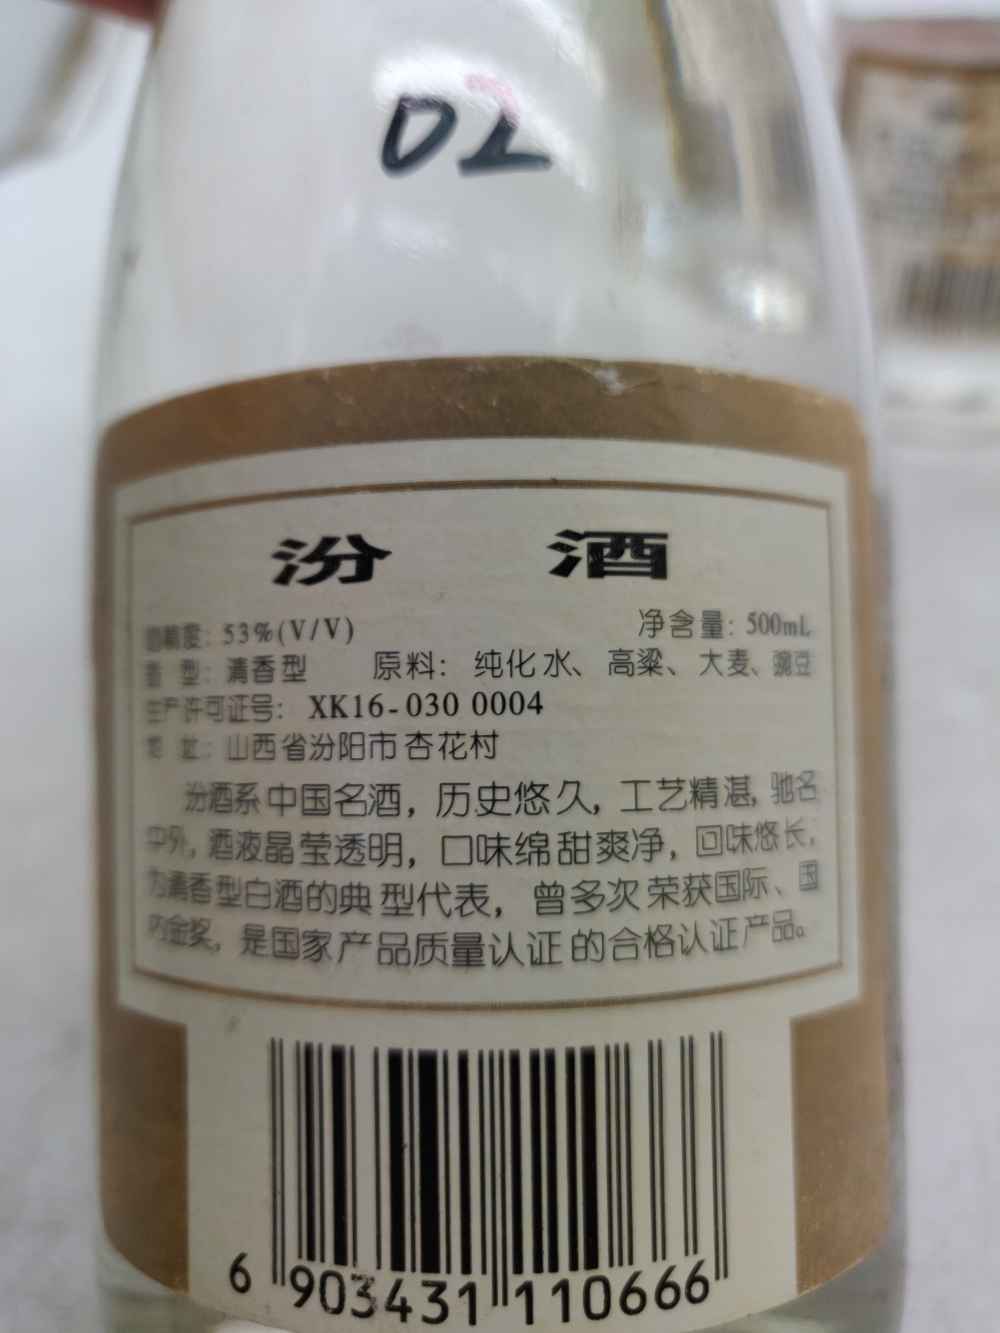 02
汾 酒
酒精度：53%(V/V) 净含量：500mL
香 型：清香型 原料：纯化水、高粱、大麦、豌豆
生产许可证号：XK16-030 0004
地 址：山西省汾阳市杏花村
汾酒系中国名酒，历史悠久，工艺精湛，驰名
中外，酒液晶莹透明，口味绵甜爽净，回味悠长，
为清香型白酒的典型代表，曾多次荣获国际、国
内金奖，是国家产品质量认证的合格认证产品。
6 903431 110666